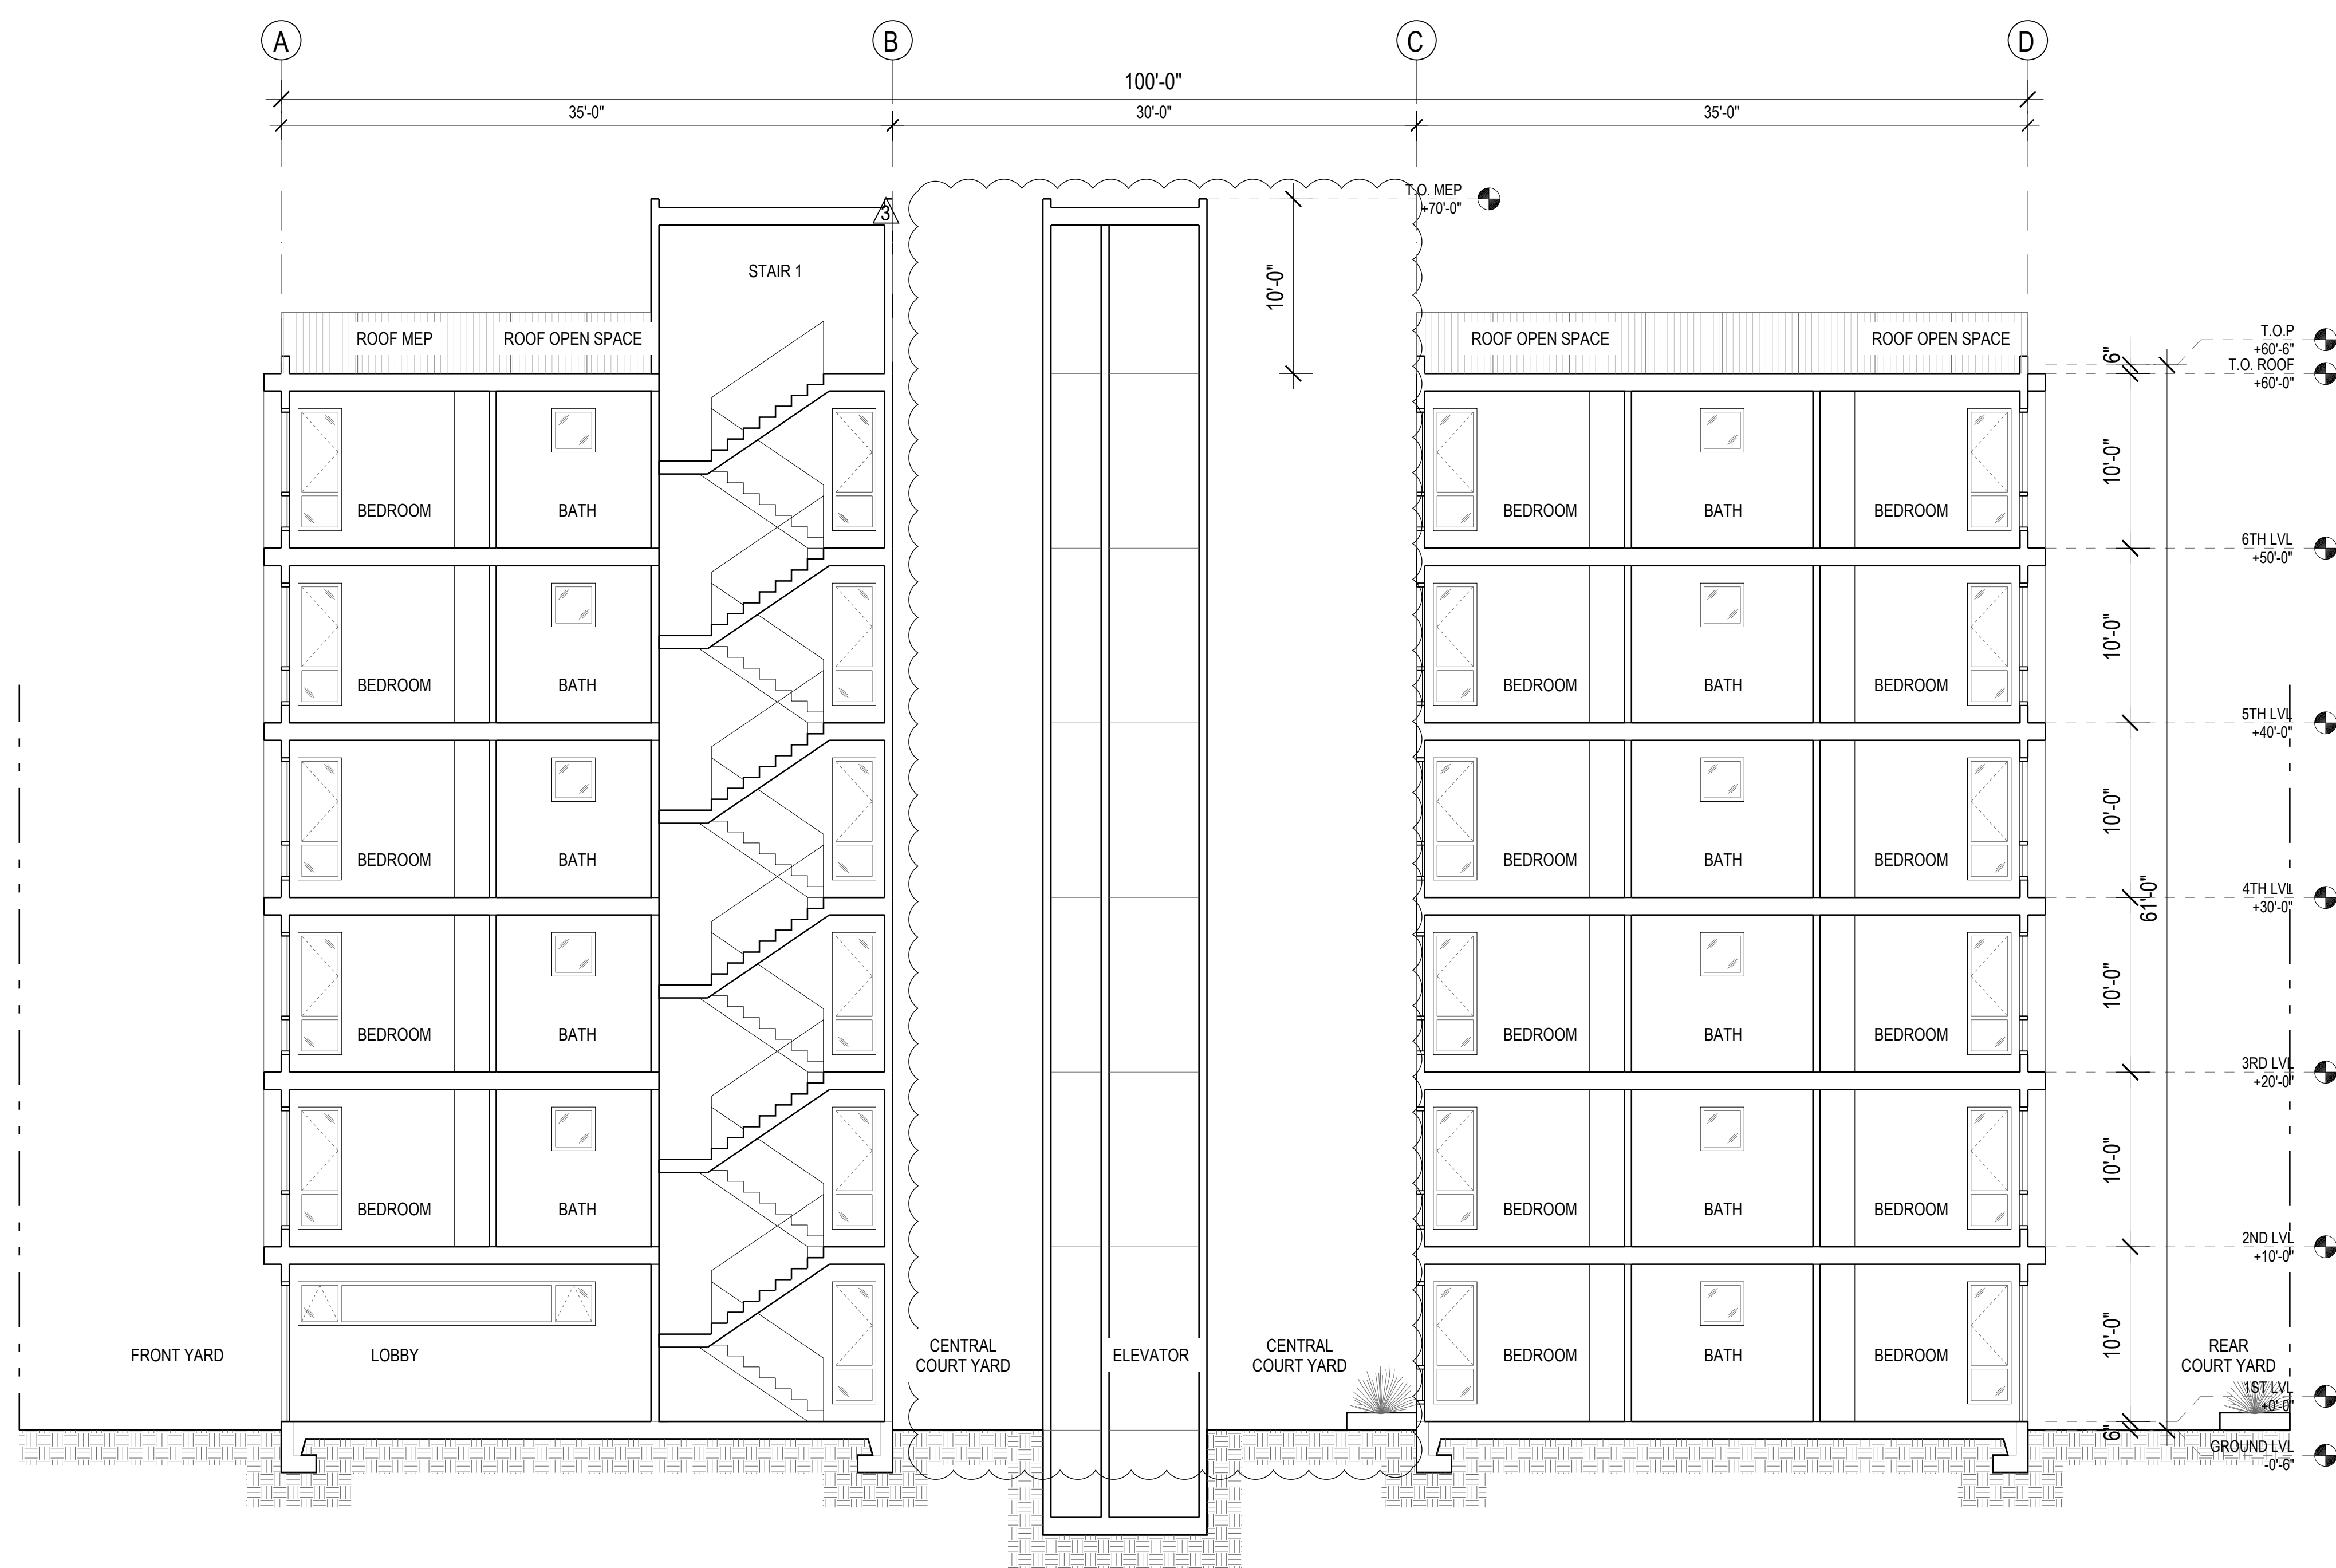 A
B
C
D
100'-0"
35'-0"
30'-0"
35'-0"
T.O. MEP
+70'-0"
3
STAIR 1
10'-0"
ROOF MEP
ROOF OPEN SPACE
ROOF OPEN SPACE
ROOF OPEN SPACE
T.O.P
+60'-6"
6"
T.O. ROOF
+60'-0"
10'-0"
BEDROOM
BATH
BEDROOM
BATH
BEDROOM
6TH LVL
+50'-0"
10'-0"
BEDROOM
BATH
BEDROOM
BATH
BEDROOM
5TH LVL
+40'-0"
10'-0"
BEDROOM
BATH
BEDROOM
BATH
BEDROOM
4TH LVL
+30'-0"
61'-0"
10'-0"
BEDROOM
BATH
BEDROOM
BATH
BEDROOM
3RD LVL
+20'-0"
10'-0"
BEDROOM
BATH
BEDROOM
BATH
BEDROOM
2ND LVL
+10'-0"
10'-0"
FRONT YARD
LOBBY
CENTRAL
COURT YARD
ELEVATOR
CENTRAL
COURT YARD
BEDROOM
BATH
BEDROOM
REAR
COURT YARD
1ST LVL
+0'-0"
6"
GROUND LVL
-0'-6"